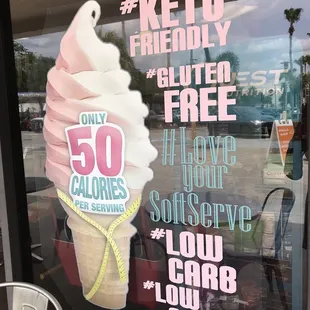 #KETO
FRIENDLY
#GLUTEN
FREE
ONLY
50
CALORIES
PER SERVING
#Love
your
SoftServe
#LOW
CARB
#LOW